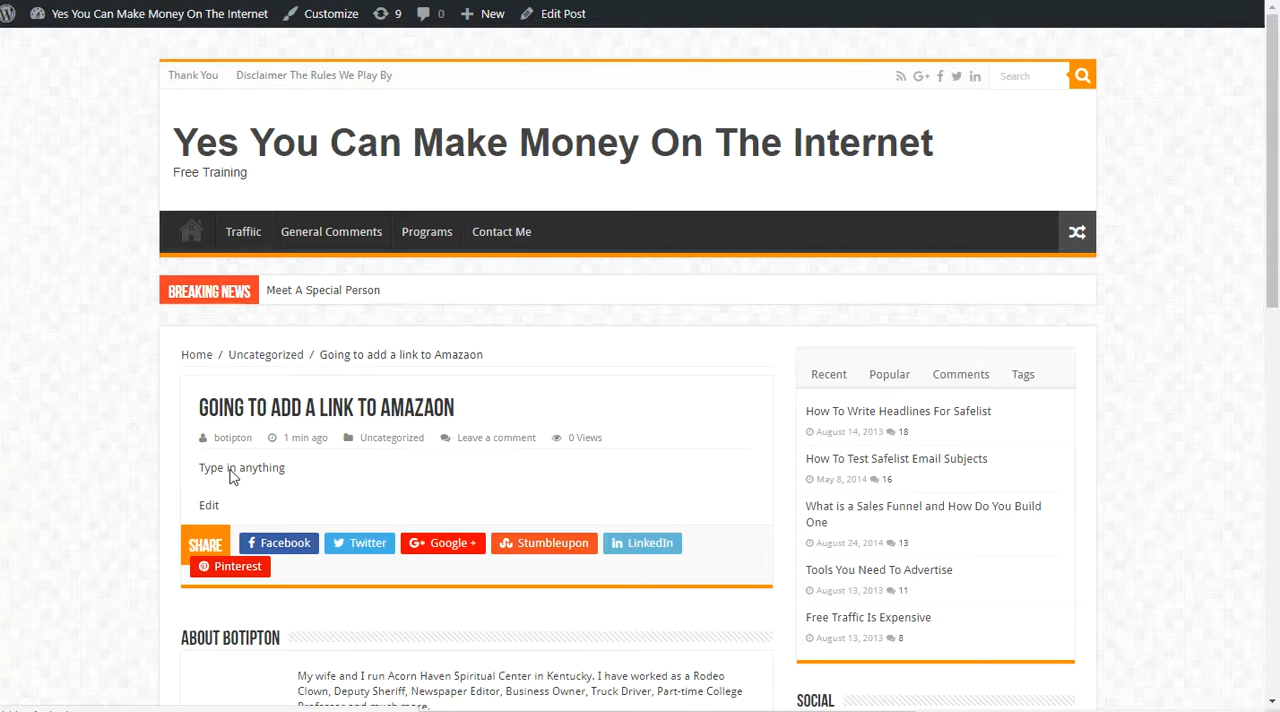 Yes You Can Make Money On The Internet Customize 9 0 New Edit Post
Thank You Disclaimer The Rules We Play By Search
Yes You Can Make Money On The Internet
Free Training
Traffiic General Comments Programs Contact Me
BREAKING NEWS Meet A Special Person
Home / Uncategorized / Going to add a link to Amazaon
GOING TO ADD A LINK TO AMAZAON
botipton 1 min ago Uncategorized Leave a comment 0 Views
Type in anything
Edit
SHARE Facebook Twitter Google + Stumbleupon LinkedIn
Pinterest
ABOUT BOTIPTON
My wife and I run Acorn Haven Spiritual Center in Kentucky. I have worked as a Rodeo
Clown, Deputy Sheriff, Newspaper Editor, Business Owner, Truck Driver, Part-time College
Professor and much more.
Recent Popular Comments Tags
How To Write Headlines For Safelist
August 14, 2013 18
How To Test Safelist Email Subjects
May 8, 2014 16
What is a Sales Funnel and How Do You Build
One
August 24, 2014 13
Tools You Need To Advertise
August 13, 2013 11
Free Traffic Is Expensive
August 13, 2013 8
SOCIAL